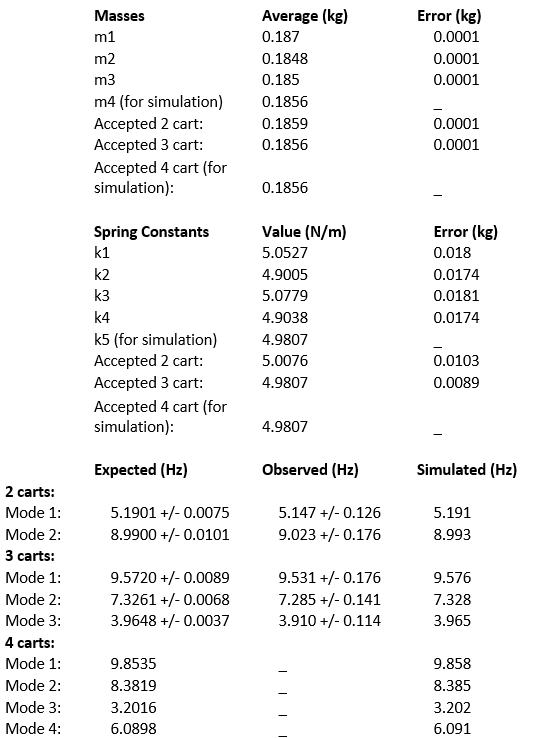 Masses Average (kg) Error (kg)
m1 0.187 0.0001
m2 0.1848 0.0001
m3 0.185 0.0001
m4 (for simulation) 0.1856 _
Accepted 2 cart: 0.1859 0.0001
Accepted 3 cart: 0.1856 0.0001
Accepted 4 cart (for
simulation): 0.1856 _
Spring Constants Value (N/m) Error (kg)
k1 5.0527 0.018
k2 4.9005 0.0174
k3 5.0779 0.0181
k4 4.9038 0.0174
k5 (for simulation) 4.9807 _
Accepted 2 cart: 5.0076 0.0103
Accepted 3 cart: 4.9807 0.0089
Accepted 4 cart (for
simulation): 4.9807 _
Expected (Hz) Observed (Hz) Simulated (Hz)
2 carts:
Mode 1: 5.1901 +/- 0.0075 5.147 +/- 0.126 5.191
Mode 2: 8.9900 +/- 0.0101 9.023 +/- 0.176 8.993
3 carts:
Mode 1: 9.5720 +/- 0.0089 9.531 +/- 0.176 9.576
Mode 2: 7.3261 +/- 0.0068 7.285 +/- 0.141 7.328
Mode 3: 3.9648 +/- 0.0037 3.910 +/- 0.114 3.965
4 carts:
Mode 1: 9.8535 _ 9.858
Mode 2: 8.3819 _ 8.385
Mode 3: 3.2016 _ 3.202
Mode 4: 6.0898 _ 6.091